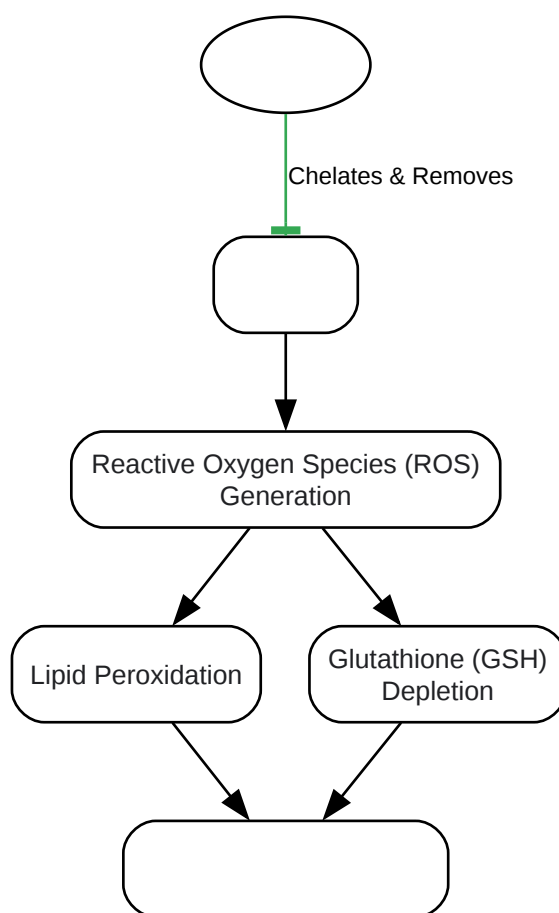 Chelates & Removes
Reactive Oxygen Species (ROS)
Generation
Lipid Peroxidation
Glutathione (GSH)
Depletion